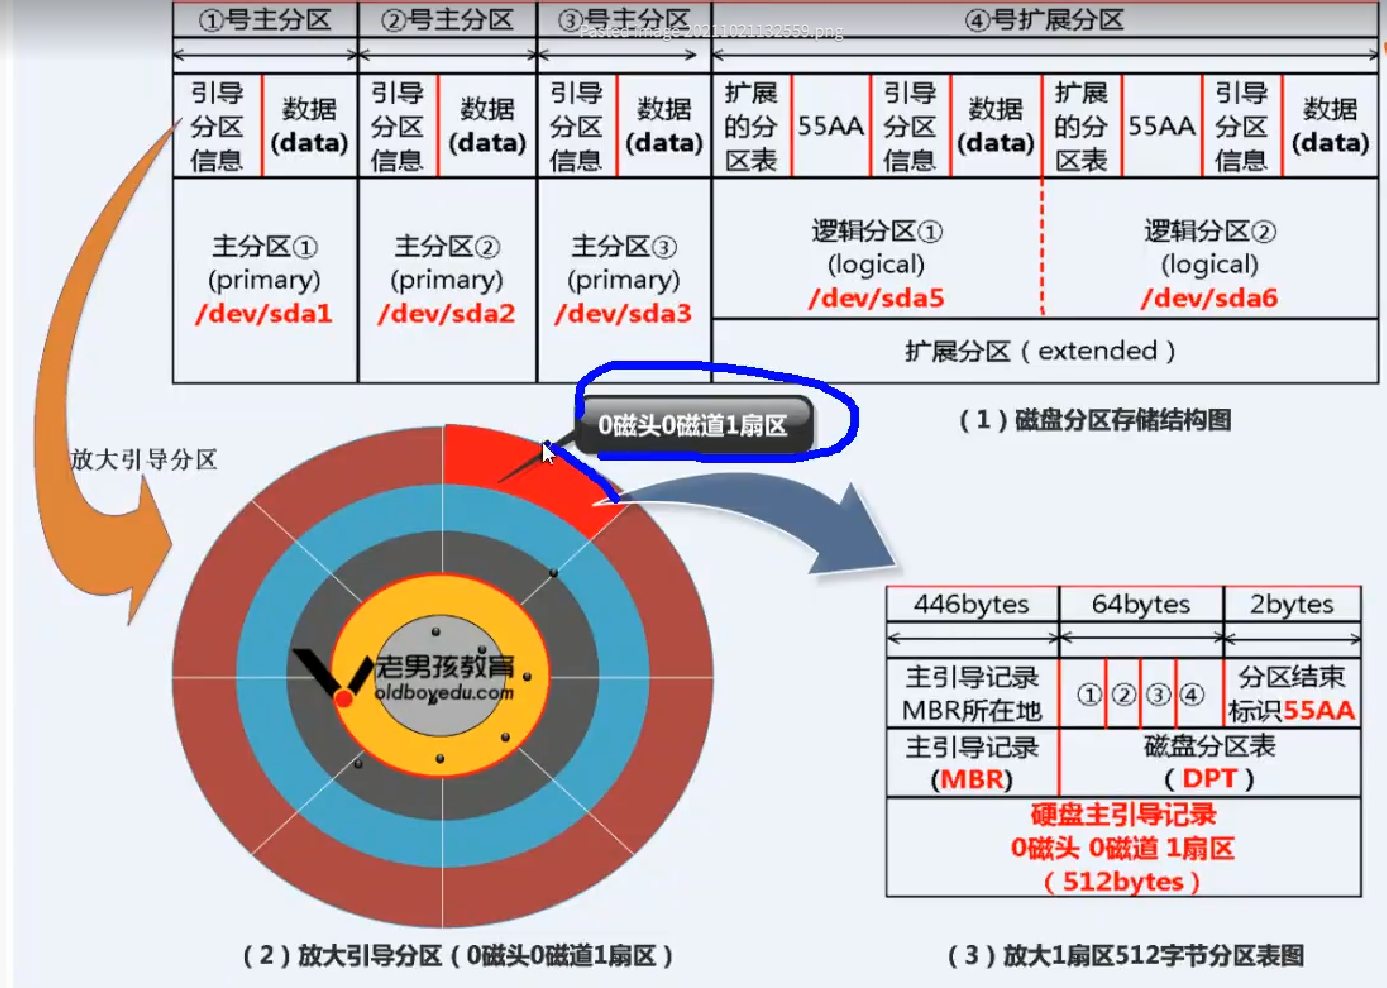 ①号主分区 ②号主分区 ③号主分区 ④号扩展分区
Pasted image 20211021132559.png
引导分区信息 数据(data) 引导分区信息 数据(data) 引导分区信息 数据(data) 扩展的分区表 55AA 引导分区信息 数据(data) 扩展的分区表 55AA 引导分区信息 数据(data)
主分区①
(primary)
/dev/sda1
主分区②
(primary)
/dev/sda2
主分区③
(primary)
/dev/sda3
逻辑分区①
(logical)
/dev/sda5
逻辑分区②
(logical)
/dev/sda6
扩展分区（extended）
（1）磁盘分区存储结构图
0磁头0磁道1扇区
放大引导分区
老男孩教育
oldboyedu.com
446bytes 64bytes 2bytes
主引导记录
MBR所在地
① ② ③ ④
分区结束
标识55AA
主引导记录
(MBR)
磁盘分区表
（DPT）
硬盘主引导记录
0磁头 0磁道 1扇区
（512bytes）
（2）放大引导分区（0磁头0磁道1扇区）
（3）放大1扇区512字节分区表图